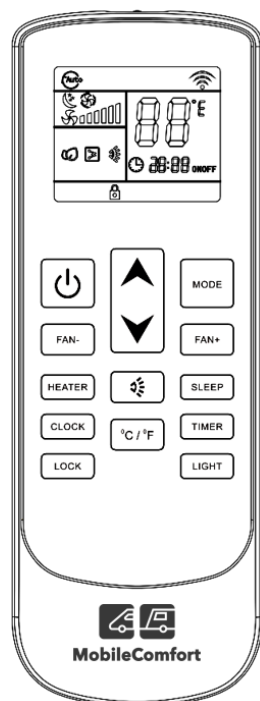 Auto
88 °E
88:88 ONOFF
MODE
FAN- FAN+
HEATER SLEEP
CLOCK °C / °F TIMER
LOCK LIGHT
MobileComfort